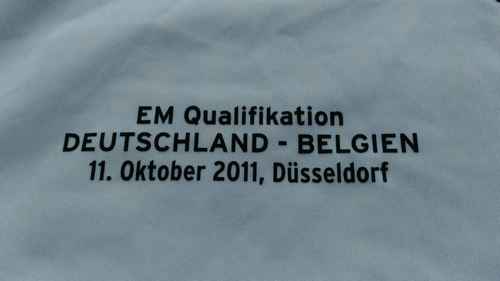 EM Qualifikation
DEUTSCHLAND - BELGIEN
11. Oktober 2011, Düsseldorf